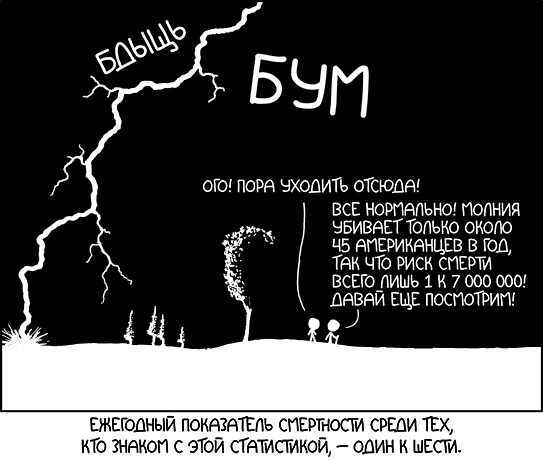 БДЫЩЬ
БУМ
ОГО! ПОРА УХОДИТЬ ОТСЮДА!
ВСЕ НОРМАЛЬНО! МОЛНИЯ
УБИВАЕТ ТОЛЬКО ОКОЛО
45 АМЕРИКАНЦЕВ В ГОД,
ТАК ЧТО РИСК СМЕРТИ
ВСЕГО ЛИШЬ 1 К 7 000 000!
ДАВАЙ ЕЩЕ ПОСМОТРИМ!
ЕЖЕГОДНЫЙ ПОКАЗАТЕЛЬ СМЕРТНОСТИ СРЕДИ ТЕХ,
КТО ЗНАКОМ С ЭТОЙ СТАТИСТИКОЙ, – ОДИН К ШЕСТИ.